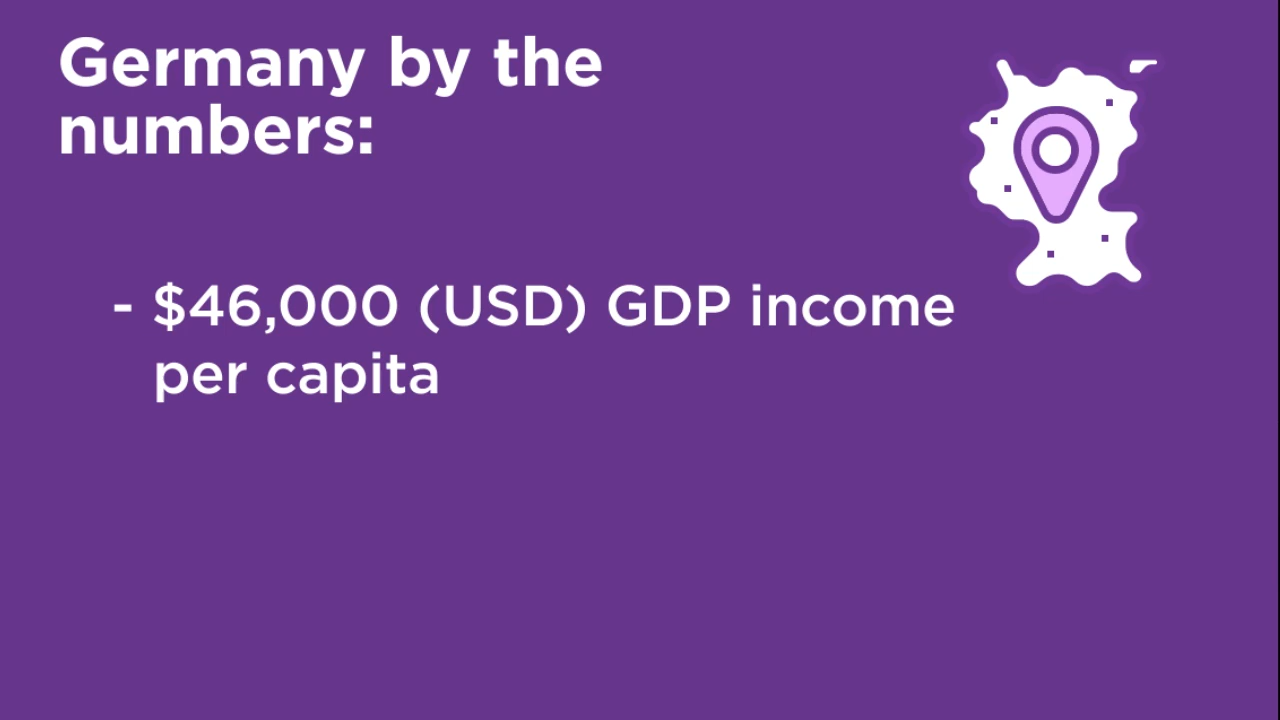 Germany by the
numbers:
- $46,000 (USD) GDP income
per capita